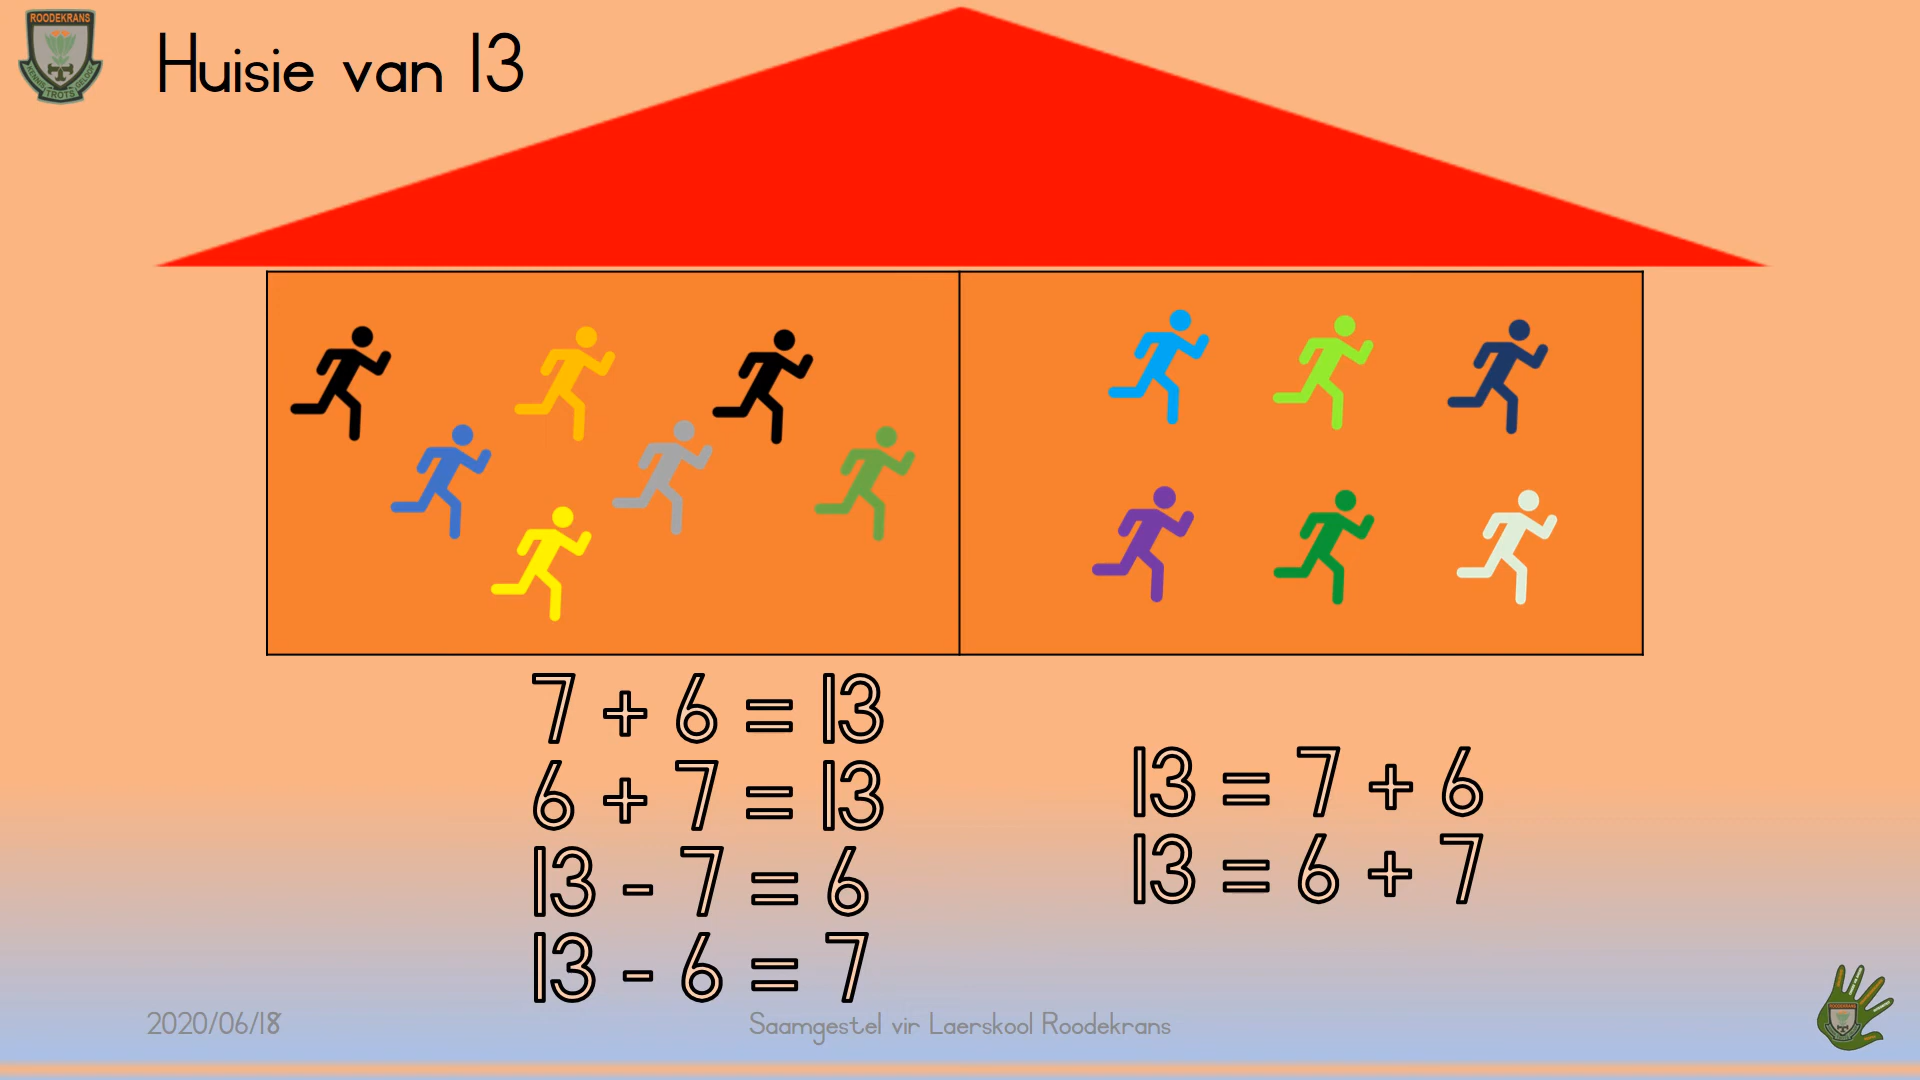 ROODEKRANS
TROTS
Huisie van 13
7 + 6 = 13
6 + 7 = 13
13 - 7 = 6
13 - 6 = 7
13 = 7 + 6
13 = 6 + 7
2020/06/18
Saamgestel vir Laerskool Roodekrans